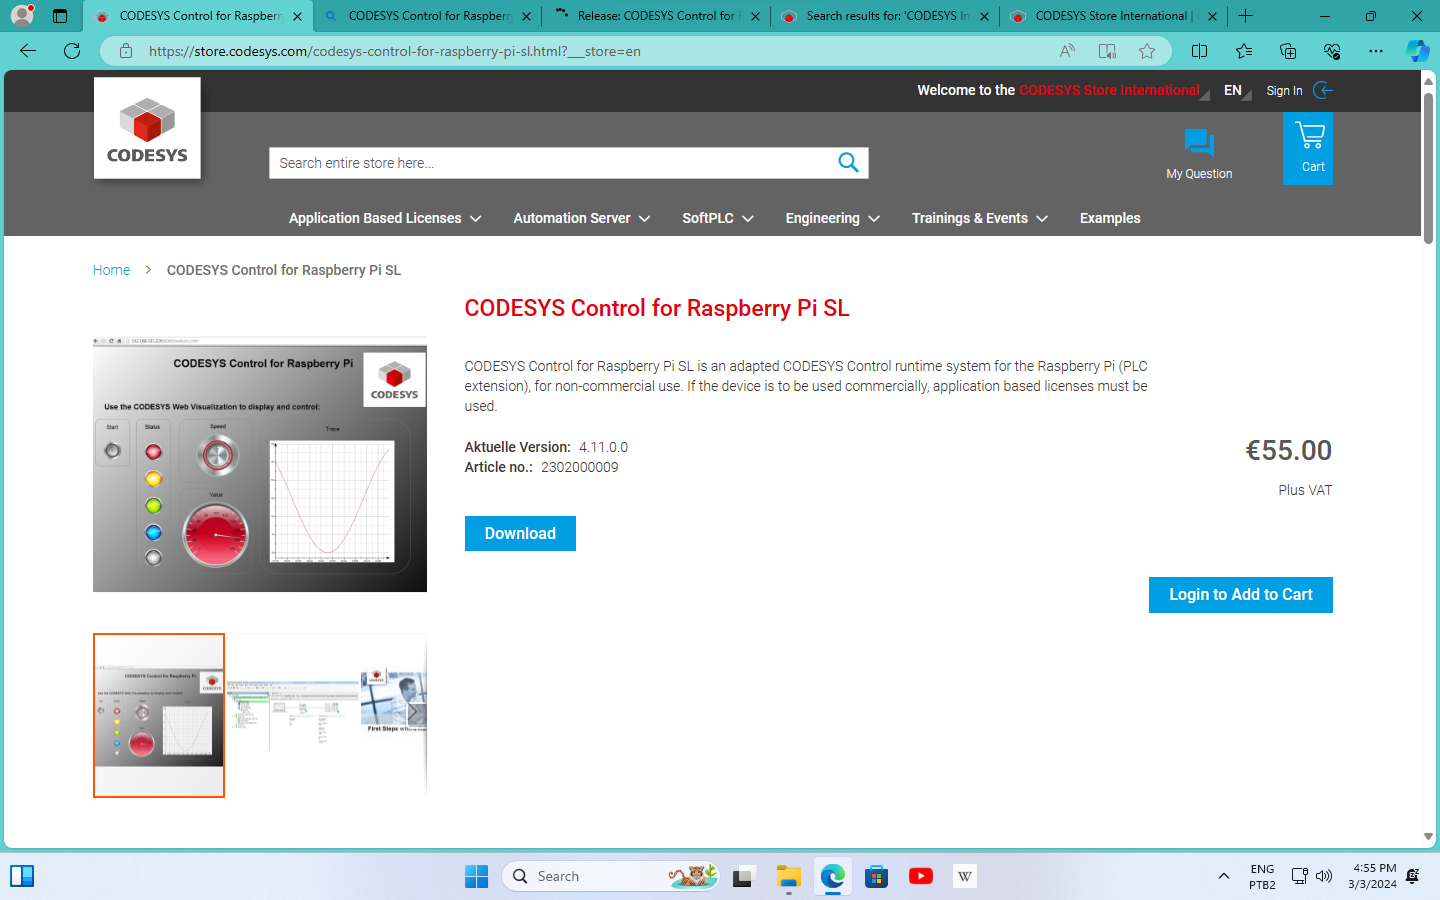 CODESYS Control for Raspberry
CODESYS Control for Raspberry
Release: CODESYS Control for
Search results for: 'CODESYS In
CODESYS Store International |
https://store.codesys.com/codesys-control-for-raspberry-pi-sl.html?___store=en
Welcome to the CODESYS Store International
EN
Sign In
CODESYS
Search entire store here...
My Question
Cart
Application Based Licenses
Automation Server
SoftPLC
Engineering
Trainings & Events
Examples
Home
CODESYS Control for Raspberry Pi SL
CODESYS Control for Raspberry Pi SL
CODESYS Control for Raspberry Pi
CODESYS
Use the CODESYS Web Visualization to display and control:
Start
Status
Speed
Trace
Value
CODESYS Control for Raspberry Pi SL is an adapted CODESYS Control runtime system for the Raspberry Pi (PLC
extension), for non-commercial use. If the device is to be used commercially, application based licenses must be
used.
Aktuelle Version: 4.11.0.0
Article no.: 2302000009
€55.00
Plus VAT
Download
Login to Add to Cart
CODESYS Control for Raspberry Pi
CODESYS
First Steps
Search
ENG
PTB2
4:55 PM
3/3/2024
W